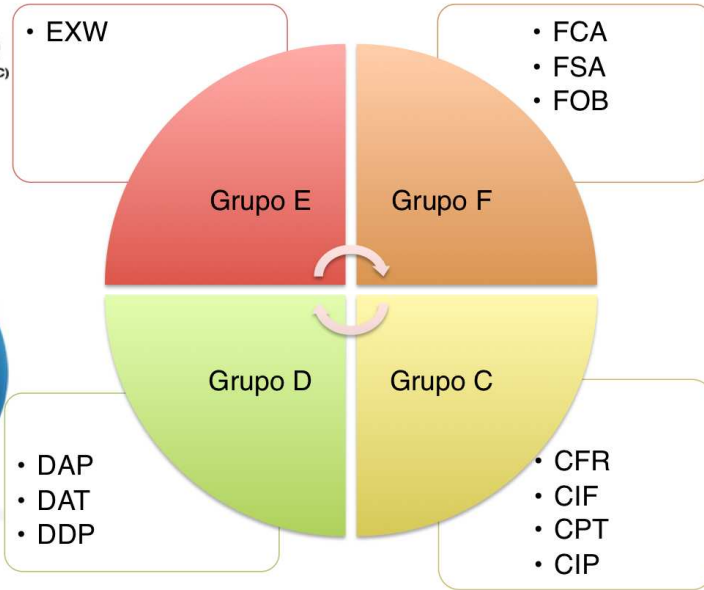 • EXW
C)
• FCA
• FSA
• FOB
Grupo E
Grupo F
Grupo D
Grupo C
• DAP
• DAT
• DDP
• CFR
• CIF
• CPT
• CIP